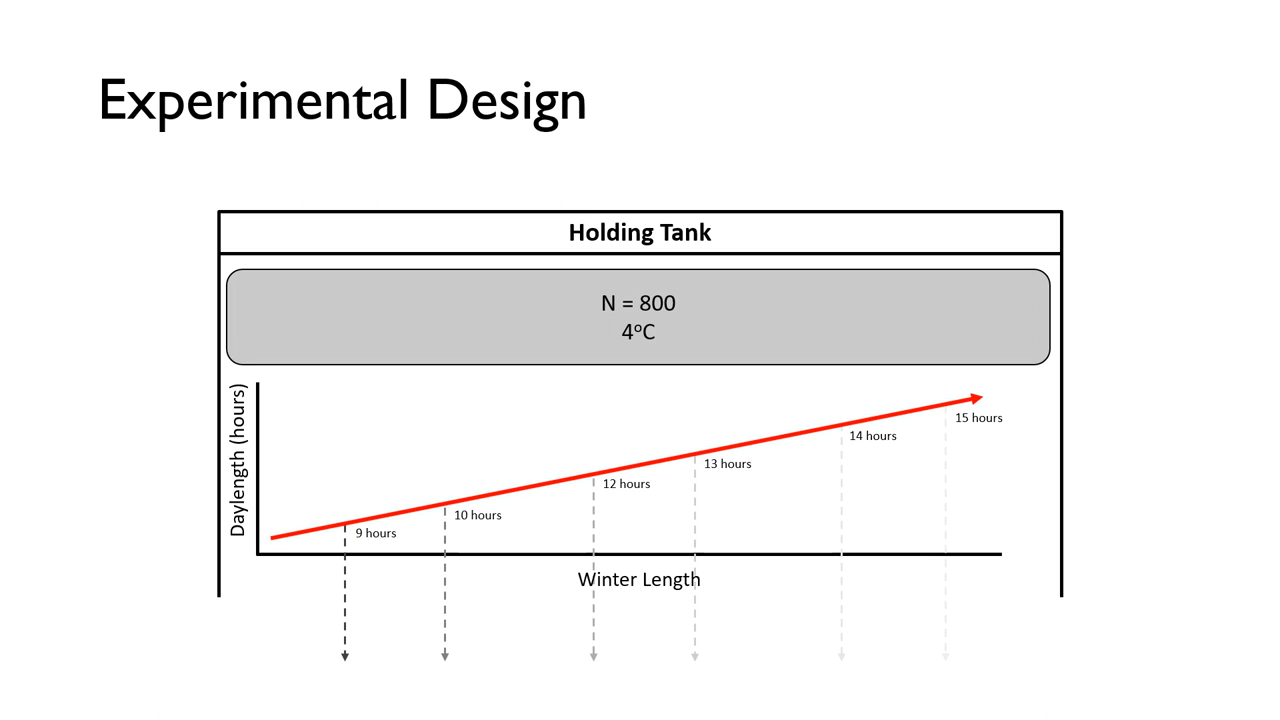 Experimental Design
Holding Tank
N = 800
4°C
Daylength (hours)
15 hours
14 hours
13 hours
12 hours
10 hours
9 hours
Winter Length